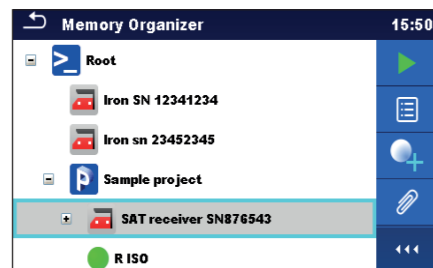 Memory Organizer 15:50
Root
Iron SN 12341234
Iron sn 23452345
Sample project
SAT receiver SN876543
R ISO